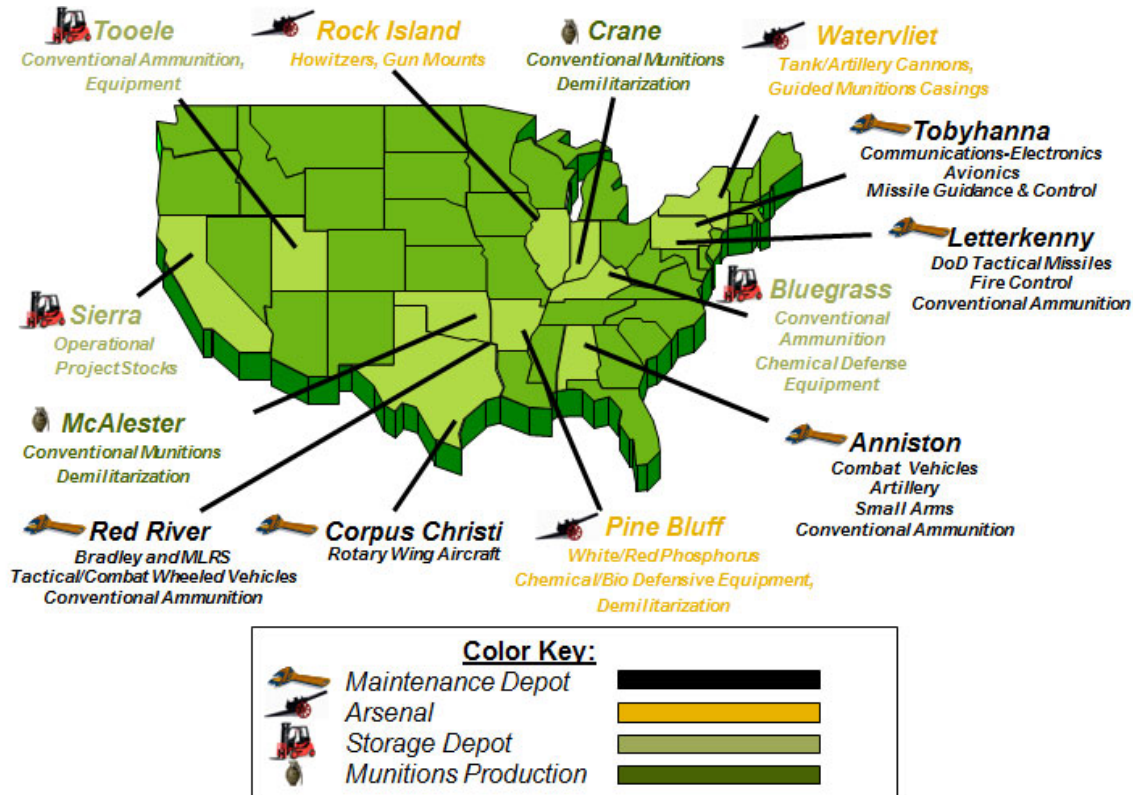 Tooele
Conventional Ammunition,
Equipment
Rock Island
Howitzers, Gun Mounts
Crane
Conventional Munitions
Demilitarization
Watervliet
Tank/Artillery Cannons,
Guided Munitions Casings
Tobyhanna
Communications-Electronics
Avionics
Missile Guidance & Control
Letterkenny
DoD Tactical Missiles
Fire Control
Conventional Ammunition
Bluegrass
Conventional
Ammunition
Chemical Defense
Equipment
Sierra
Operational
Project Stocks
McAlester
Conventional Munitions
Demilitarization
Anniston
Combat Vehicles
Artillery
Small Arms
Conventional Ammunition
Red River
Bradley and MLRS
Tactical/Combat Wheeled Vehicles
Conventional Ammunition
Corpus Christi
Rotary Wing Aircraft
Pine Bluff
White/Red Phosphorus
Chemical/Bio Defensive Equipment,
Demilitarization
Color Key:
Maintenance Depot
Arsenal
Storage Depot
Munitions Production